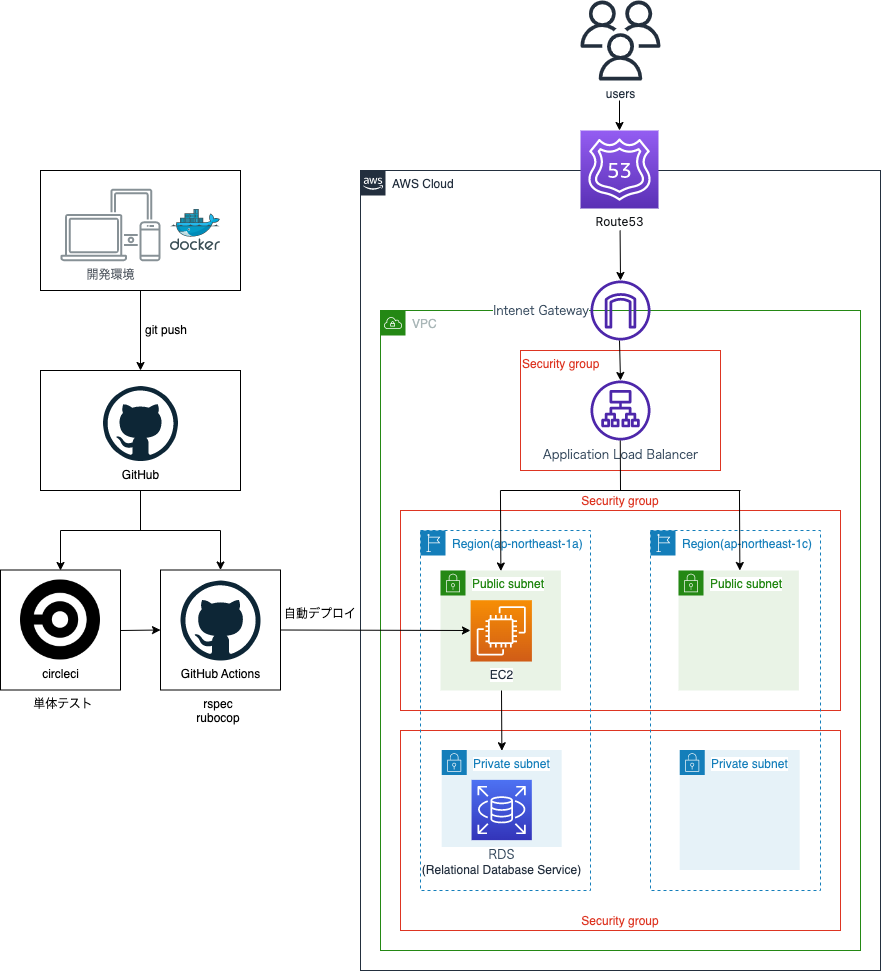 users
53
Route53
aws
AWS Cloud
docker
開発環境
git push
GitHub
circleci
単体テスト
GitHub Actions
rspec
rubocop
自動デプロイ
Intenet Gateway
VPC
Security group
Application Load Balancer
Security group
Region(ap-northeast-1a)
Region(ap-northeast-1c)
Public subnet
Public subnet
EC2
Private subnet
Private subnet
RDS
(Relational Database Service)
Security group